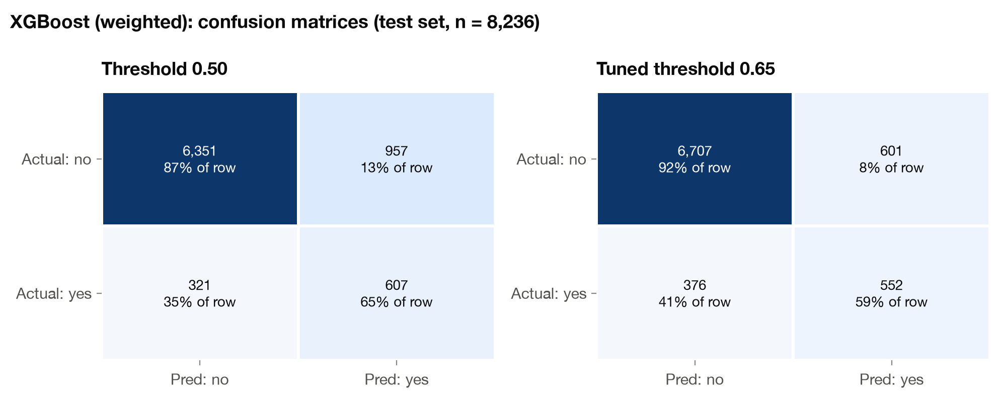 XGBoost (weighted): confusion matrices (test set, n = 8,236)
Threshold 0.50
Actual: no
6,351
87% of row
957
13% of row
Actual: yes
321
35% of row
607
65% of row
Pred: no
Pred: yes
Tuned threshold 0.65
Actual: no
6,707
92% of row
601
8% of row
Actual: yes
376
41% of row
552
59% of row
Pred: no
Pred: yes